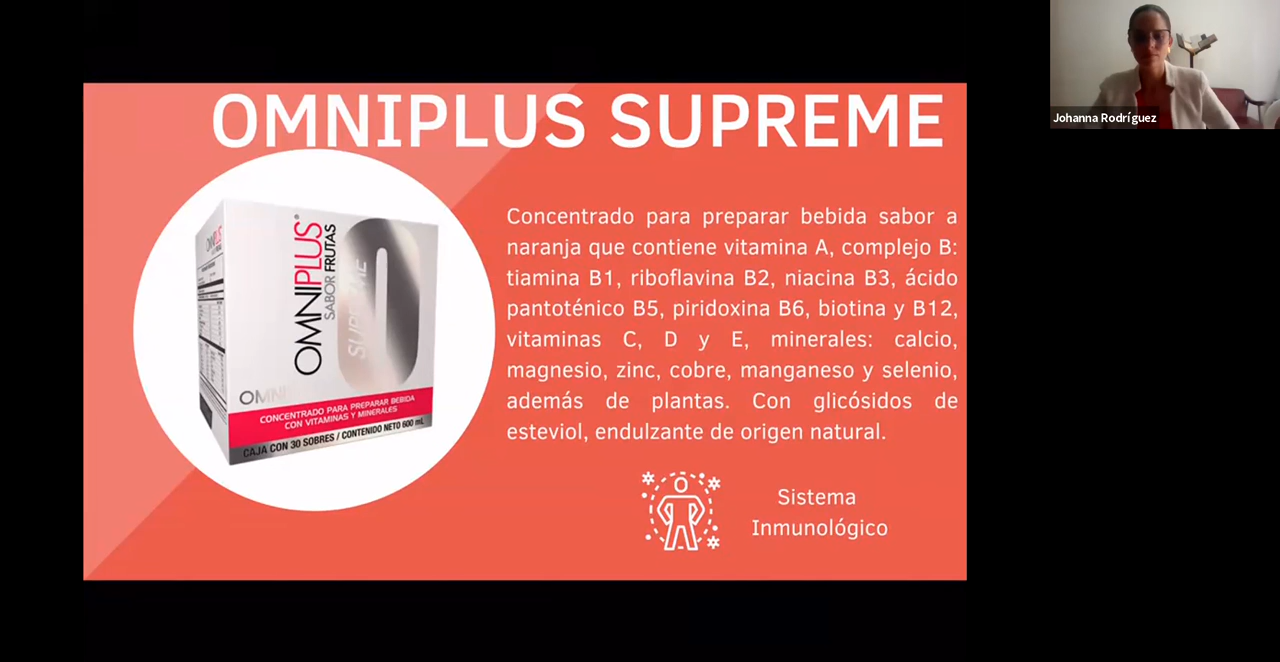 OMNIPLUS SUPREME
OMNIPLUS®
SABOR FRUTAS
SUPREME
OMNIPLUS
OMNI
CONCENTRADO PARA PREPARAR BEBIDA
CON VITAMINAS Y MINERALES
CAJA CON 30 SOBRES / CONTENIDO NETO 600 mL
Concentrado para preparar bebida sabor a
naranja que contiene vitamina A, complejo B:
tiamina B1, riboflavina B2, niacina B3, ácido
pantoténico B5, piridoxina B6, biotina y B12,
vitaminas C, D y E, minerales: calcio,
magnesio, zinc, cobre, manganeso y selenio,
además de plantas. Con glicósidos de
esteviol, endulzante de origen natural.
Sistema
Inmunológico
Johanna Rodríguez